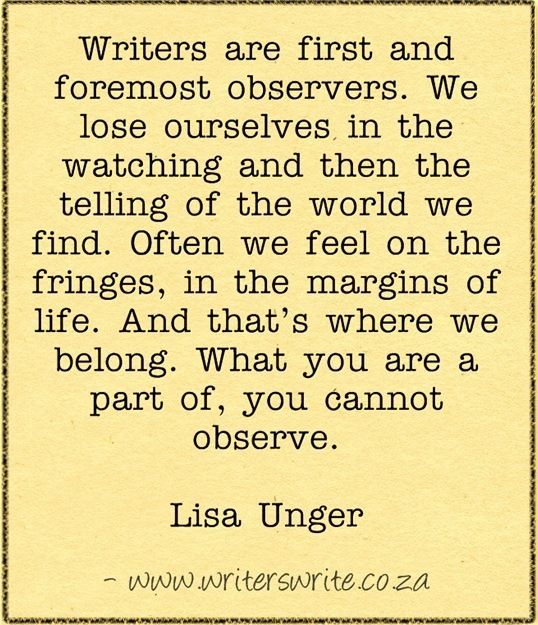 Writers are first and
foremost observers. We
lose ourselves in the
watching and then the
telling of the world we
find. Often we feel on the
fringes, in the margins of
life. And that's where we
belong. What you are a
part of, you cannot
observe.
Lisa Unger
- www.writerswrite.co.za